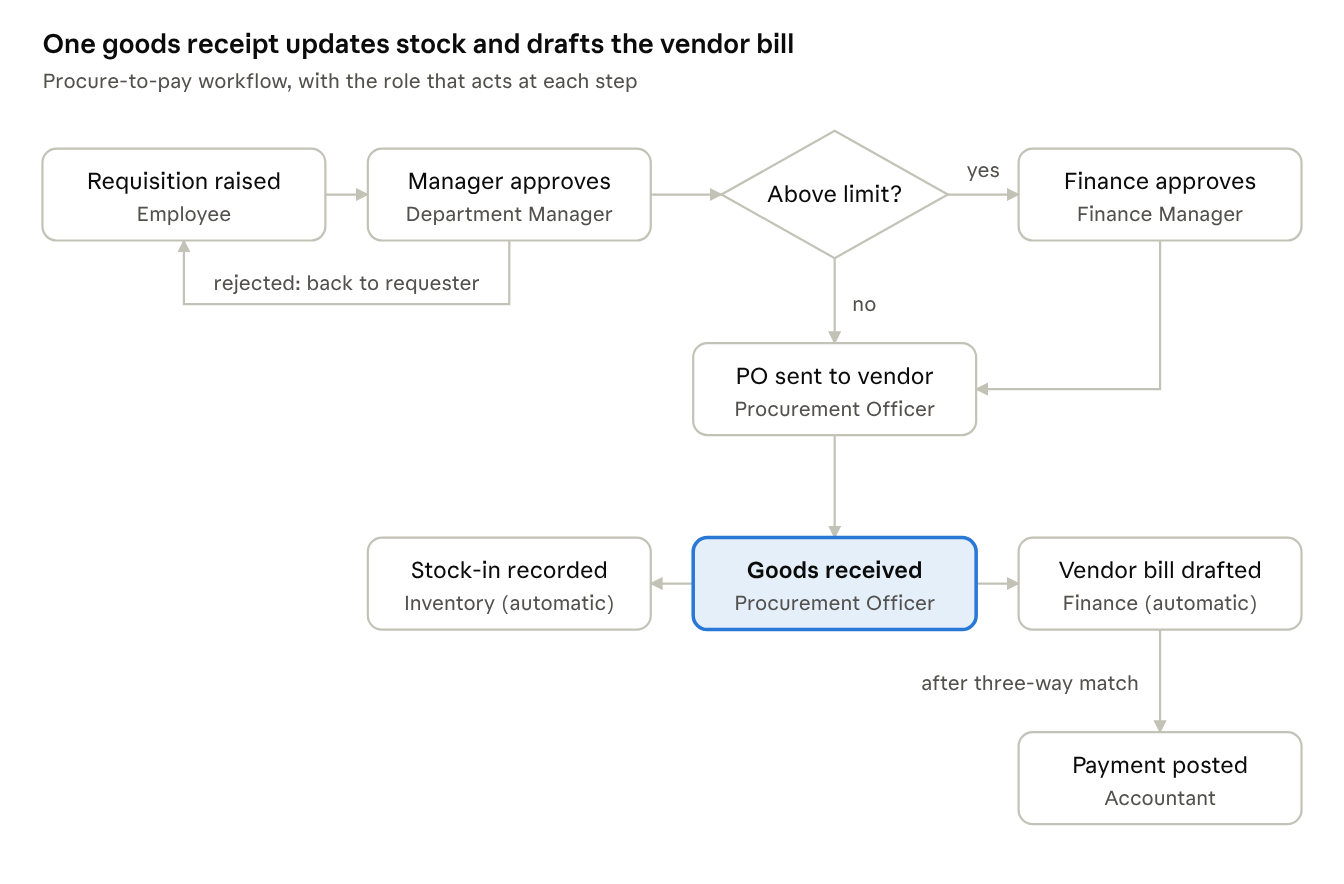 One goods receipt updates stock and drafts the vendor bill
Procure-to-pay workflow, with the role that acts at each step
Requisition raised
Employee
Manager approves
Department Manager
Above limit?
yes
Finance approves
Finance Manager
rejected: back to requester
no
PO sent to vendor
Procurement Officer
Stock-in recorded
Inventory (automatic)
Goods received
Procurement Officer
Vendor bill drafted
Finance (automatic)
after three-way match
Payment posted
Accountant